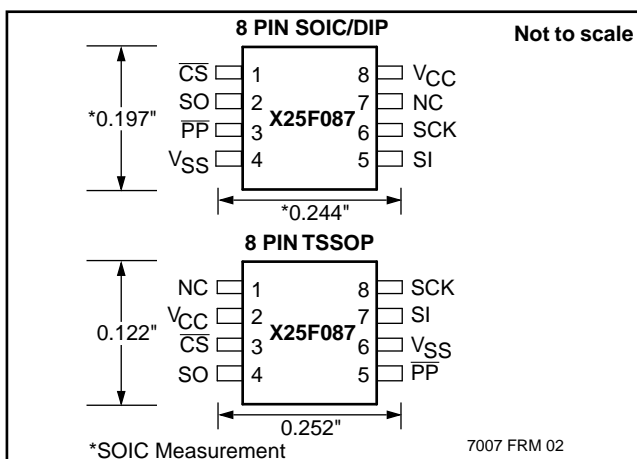 8 PIN SOIC/DIP
Not to scale
CS 1 8 VCC
SO 2 7 NC
*0.197" X25F087
PP 3 6 SCK
VSS 4 5 SI
*0.244"
8 PIN TSSOP
NC 1 8 SCK
VCC 2 7 SI
0.122" X25F087
CS 3 6 VSS
SO 4 5 PP
0.252"
*SOIC Measurement
7007 FRM 02